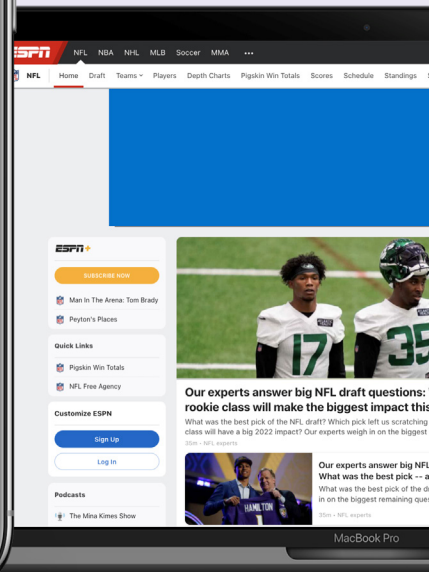 ESPN
NFL NBA NHL MLB Soccer MMA •••
NFL Home Draft Teams Players Depth Charts Pigskin Win Totals Scores Schedule Standings
ESPN+
SUBSCRIBE NOW
Man In The Arena: Tom Brady
Peyton's Places
Quick Links
Pigskin Win Totals
NFL Free Agency
Customize ESPN
Sign Up
Log In
Podcasts
The Mina Kimes Show
17
35
Our experts answer big NFL draft questions:
rookie class will make the biggest impact this
What was the best pick of the NFL draft? Which pick left us scratching
class will have a big 2022 impact? Our experts weigh in on the biggest
35m • NFL experts
HAMILTON
Our experts answer big NFL
What was the best pick -- a
What was the best pick of the
in on the biggest remaining
35m • NFL experts
MacBook Pro